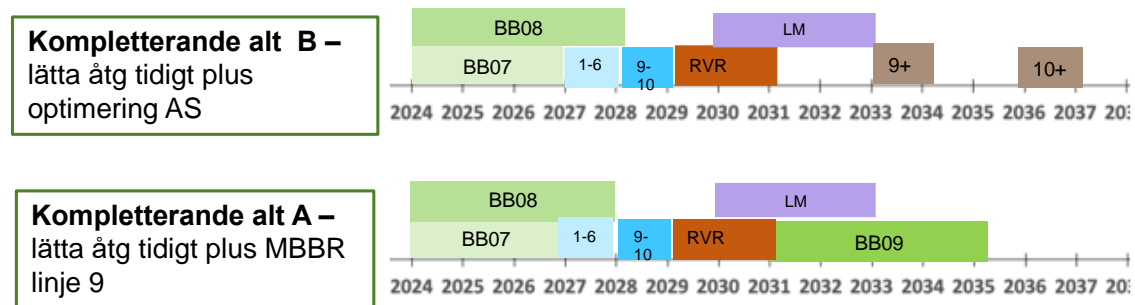 Kompletterande alt B –
lätta åtg tidigt plus
optimering AS
BB08
LM
BB07
1-6
9-
10
RVR
9+
10+
2024 2025 2026 2027 2028 2029 2030 2031 2032 2033 2034 2035 2036 2037
Kompletterande alt A –
lätta åtg tidigt plus MBBR
linje 9
BB08
LM
BB07
1-6
9-
10
RVR
BB09
2024 2025 2026 2027 2028 2029 2030 2031 2032 2033 2034 2035 2036 2037